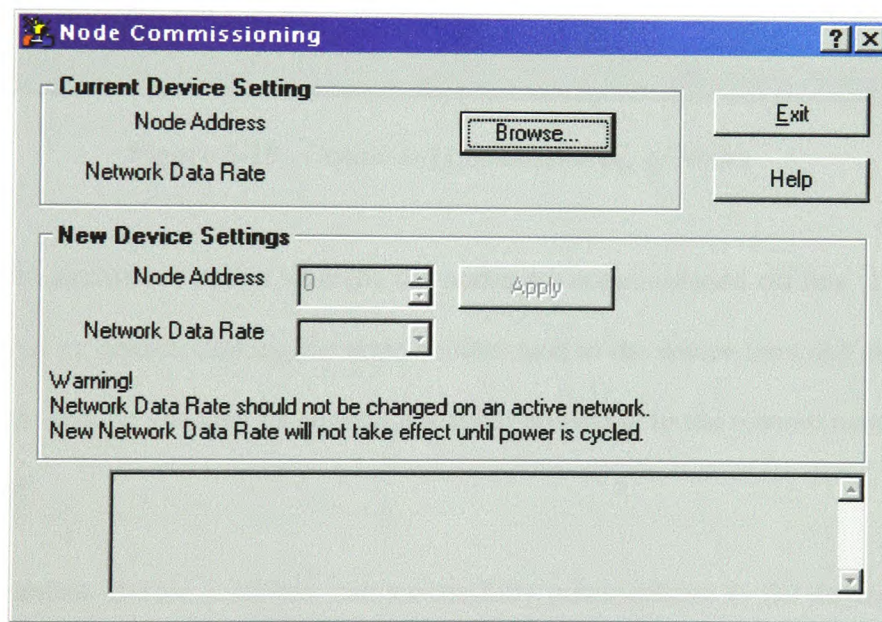 Node Commissioning
? X
Current Device Setting
Node Address
Browse...
Exit
Network Data Rate
Help
New Device Settings
Node Address 0
Apply
Network Data Rate
Warning!
Network Data Rate should not be changed on an active network.
New Network Data Rate will not take effect until power is cycled.